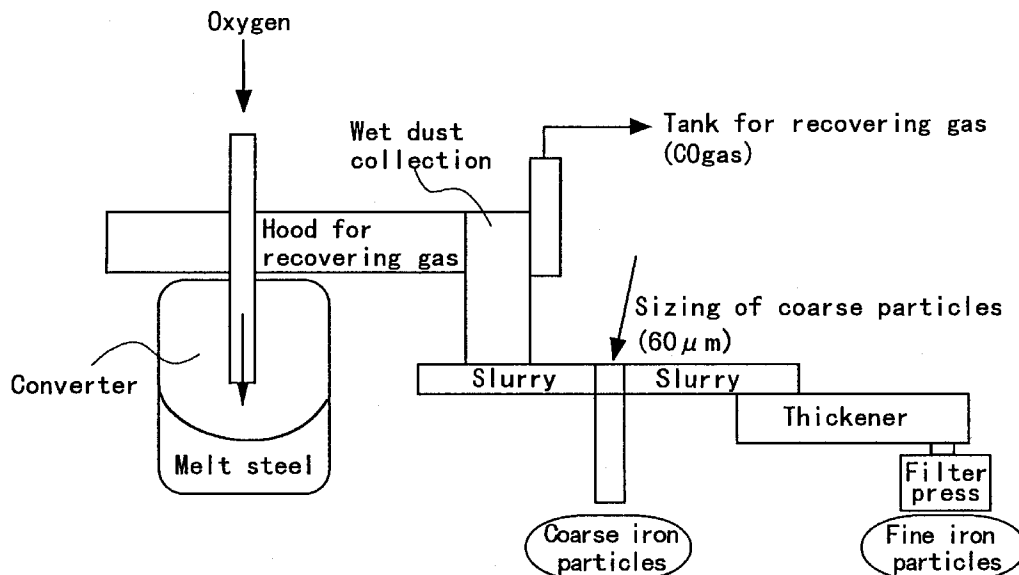 Oxygen
Wet dust
collection
Tank for recovering gas
(COgas)
Hood for
recovering gas
Sizing of coarse particles
(60μm)
Converter
Slurry
Slurry
Thickener
Melt steel
Filter
press
Coarse iron
particles
Fine iron
particles